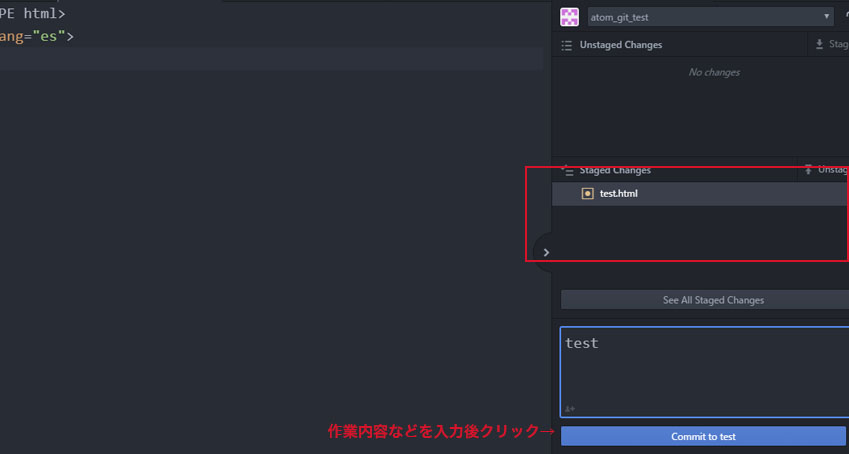 PE html>
ang="es">
atom_git_test
Unstaged Changes
Stag
No changes
Staged Changes
Unstag
test.html
See All Staged Changes
test
作業内容などを入力後クリック→
Commit to test